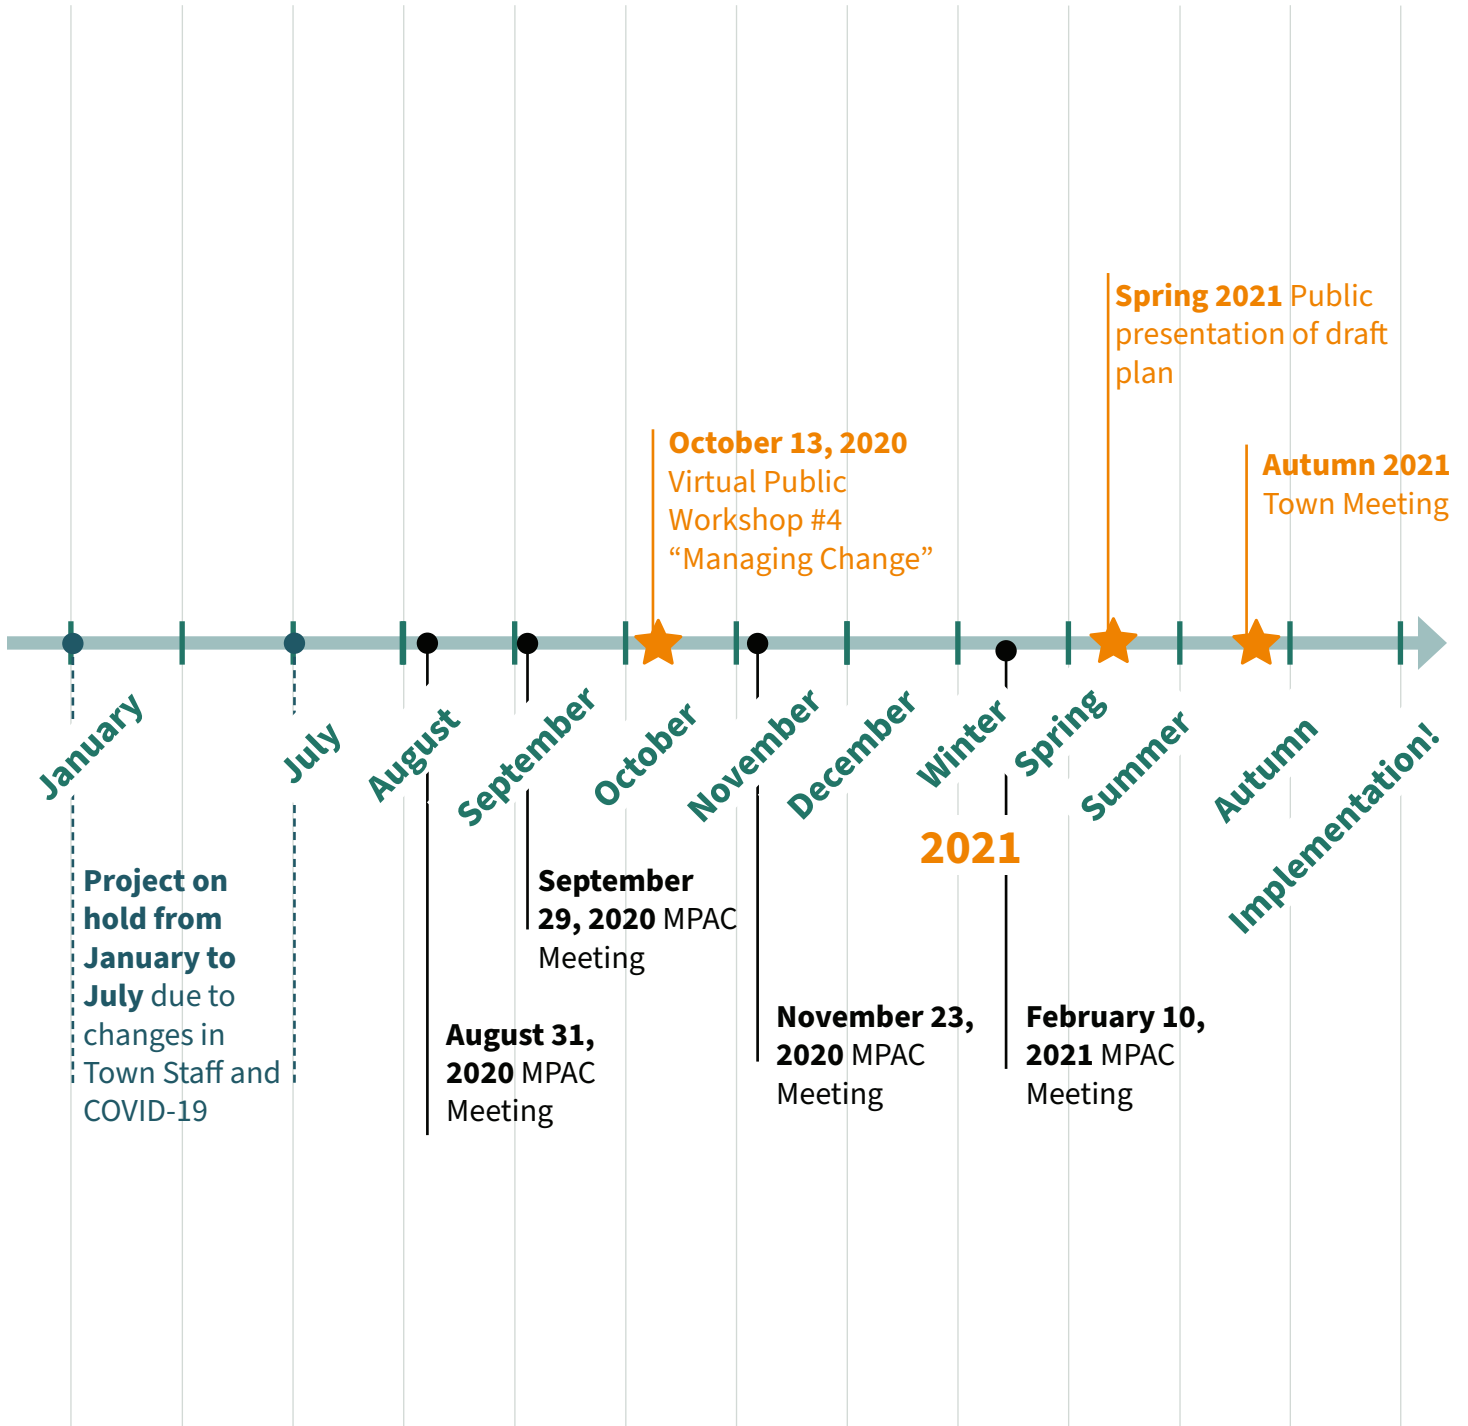 Spring 2021 Public
presentation of draft
plan
October 13, 2020
Virtual Public
Workshop #4
“Managing Change”
Autumn 2021
Town Meeting
January
July
August
September
October
November
December
Winter
Spring
Summer
Autumn
Implementation!
2021
Project on
hold from
January to
July due to
changes in
Town Staff and
COVID-19
August 31,
2020 MPAC
Meeting
September
29, 2020 MPAC
Meeting
November 23,
2020 MPAC
Meeting
February 10,
2021 MPAC
Meeting